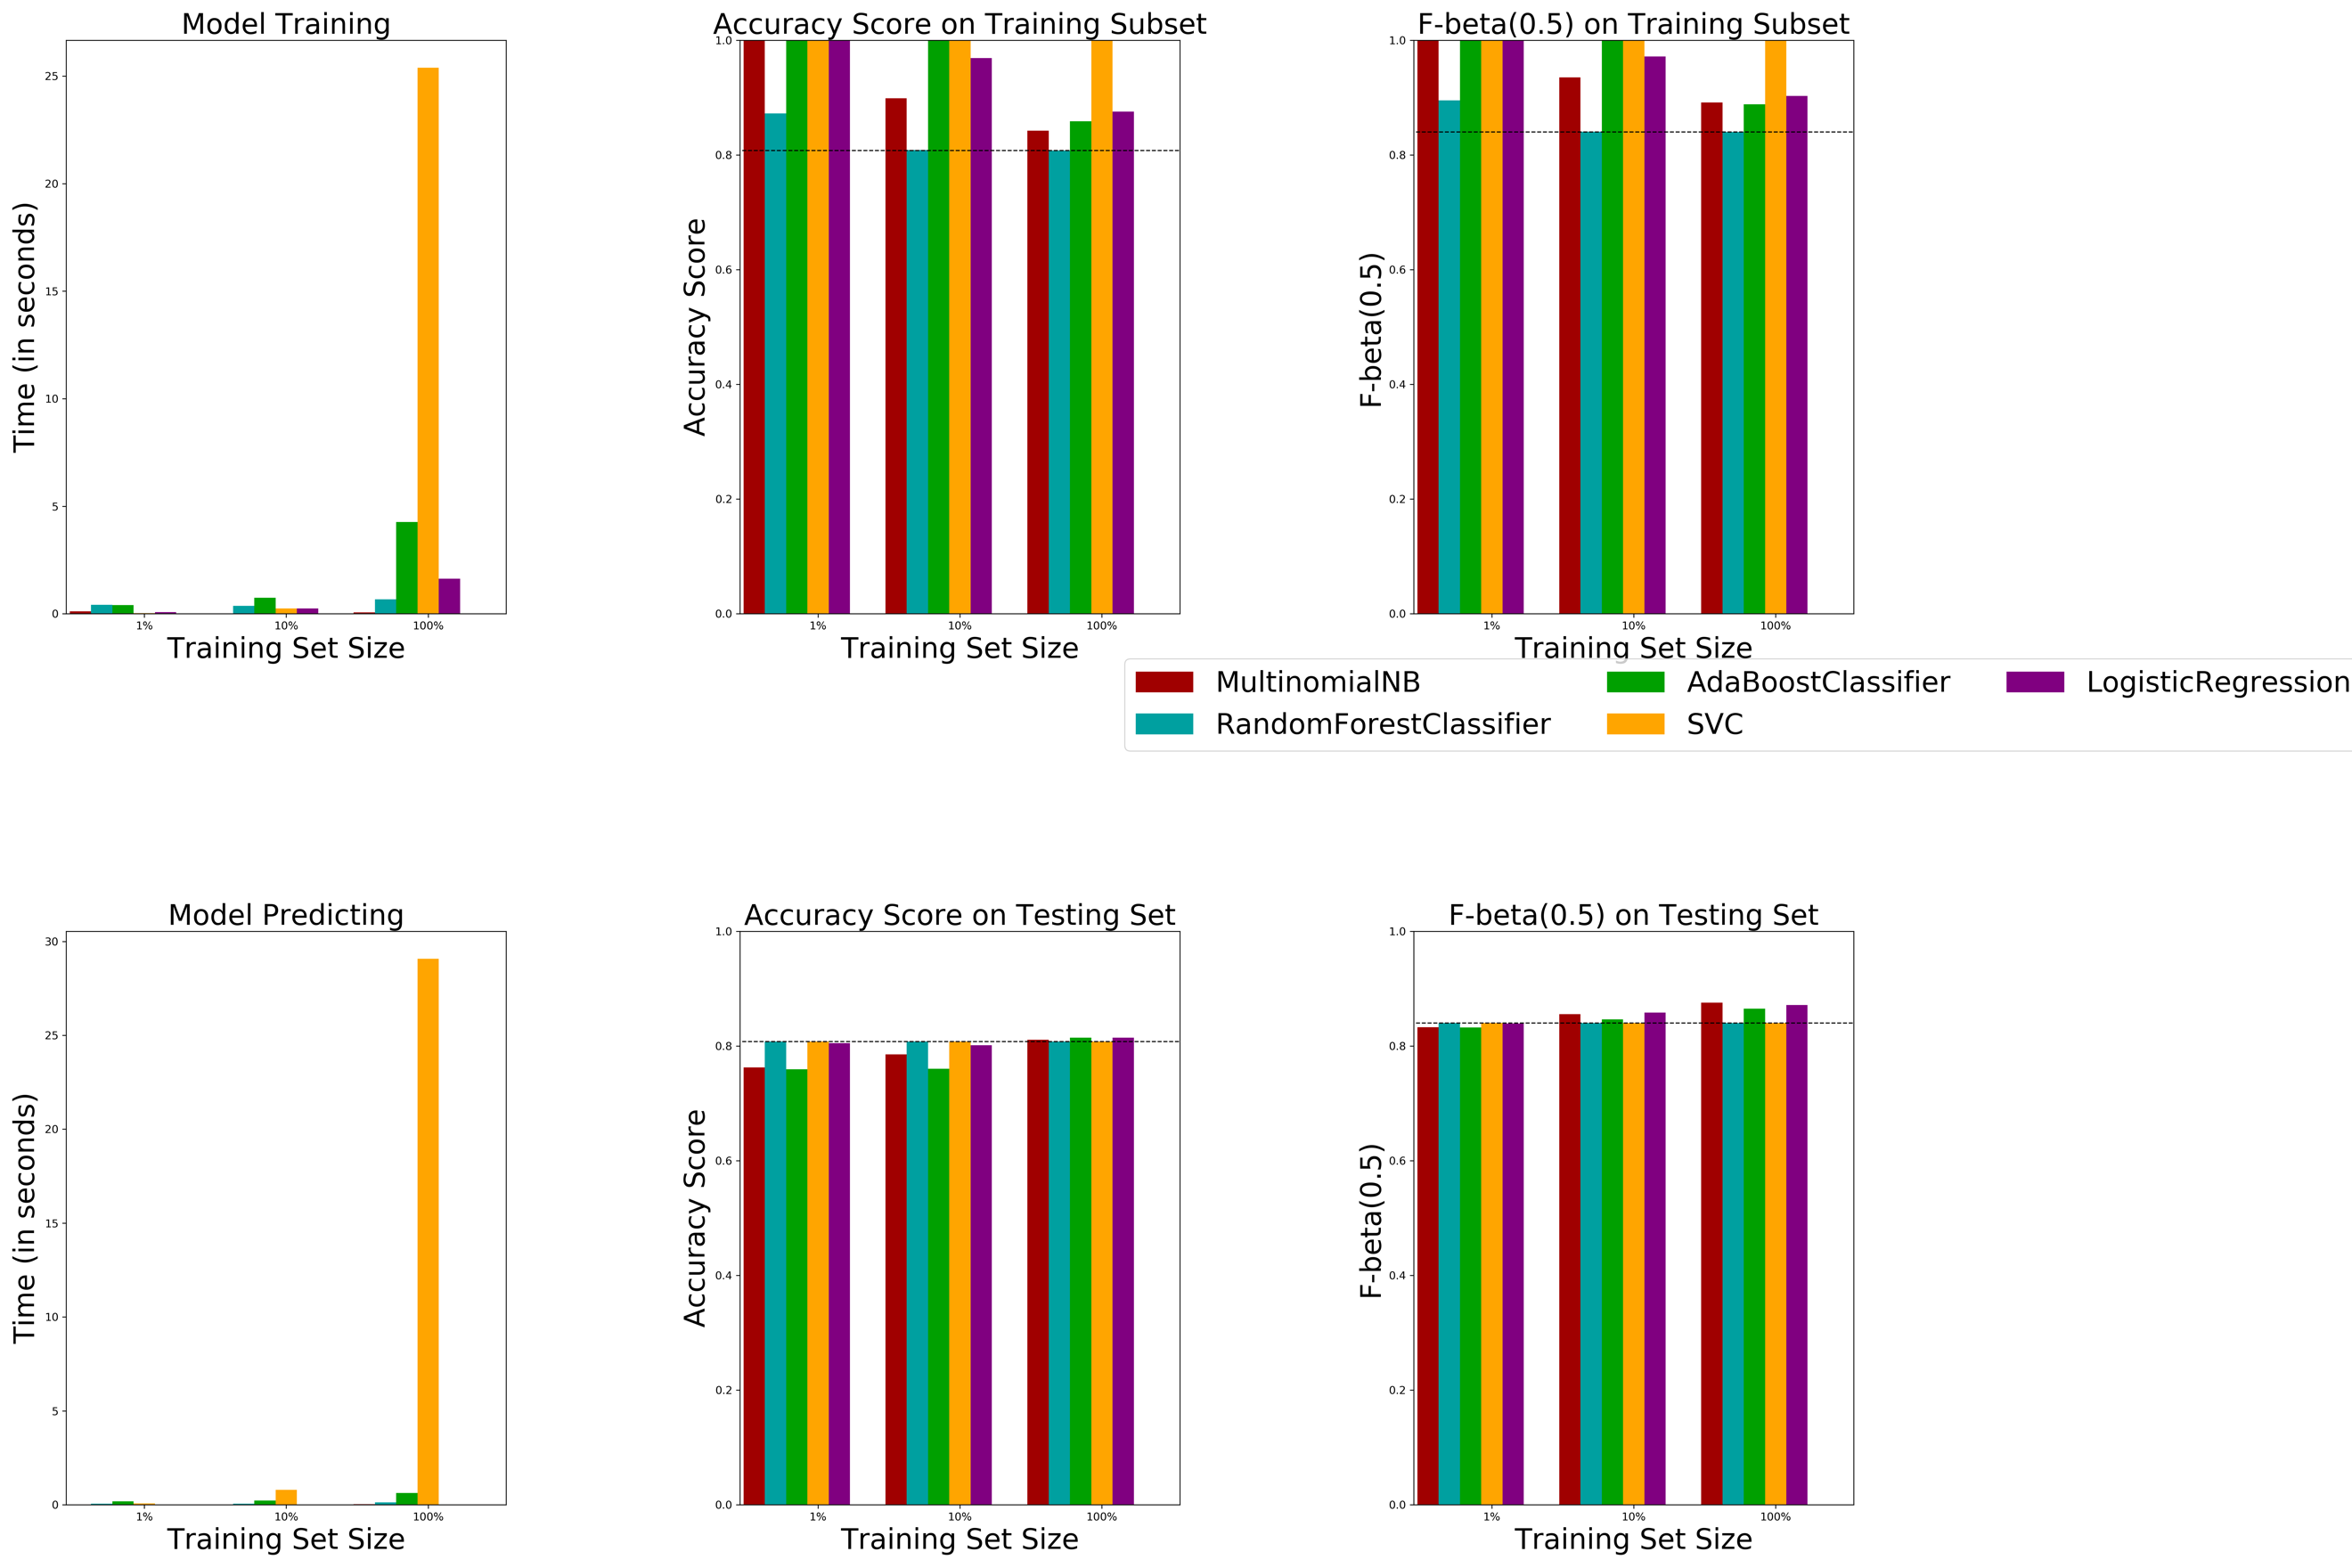 Model Training
Accuracy Score on Training Subset
F-beta(0.5) on Training Subset
Time (in seconds)
25
20
15
10
5
0
1%
10%
100%
Training Set Size
Accuracy Score
1.0
0.8
0.6
0.4
0.2
0.0
1%
10%
100%
Training Set Size
F-beta(0.5)
1.0
0.8
0.6
0.4
0.2
0.0
1%
10%
100%
Training Set Size
MultinomialNB
RandomForestClassifier
AdaBoostClassifier
SVC
LogisticRegression
Model Predicting
Accuracy Score on Testing Set
F-beta(0.5) on Testing Set
Time (in seconds)
30
25
20
15
10
5
0
1%
10%
100%
Training Set Size
Accuracy Score
1.0
0.8
0.6
0.4
0.2
0.0
1%
10%
100%
Training Set Size
F-beta(0.5)
1.0
0.8
0.6
0.4
0.2
0.0
1%
10%
100%
Training Set Size